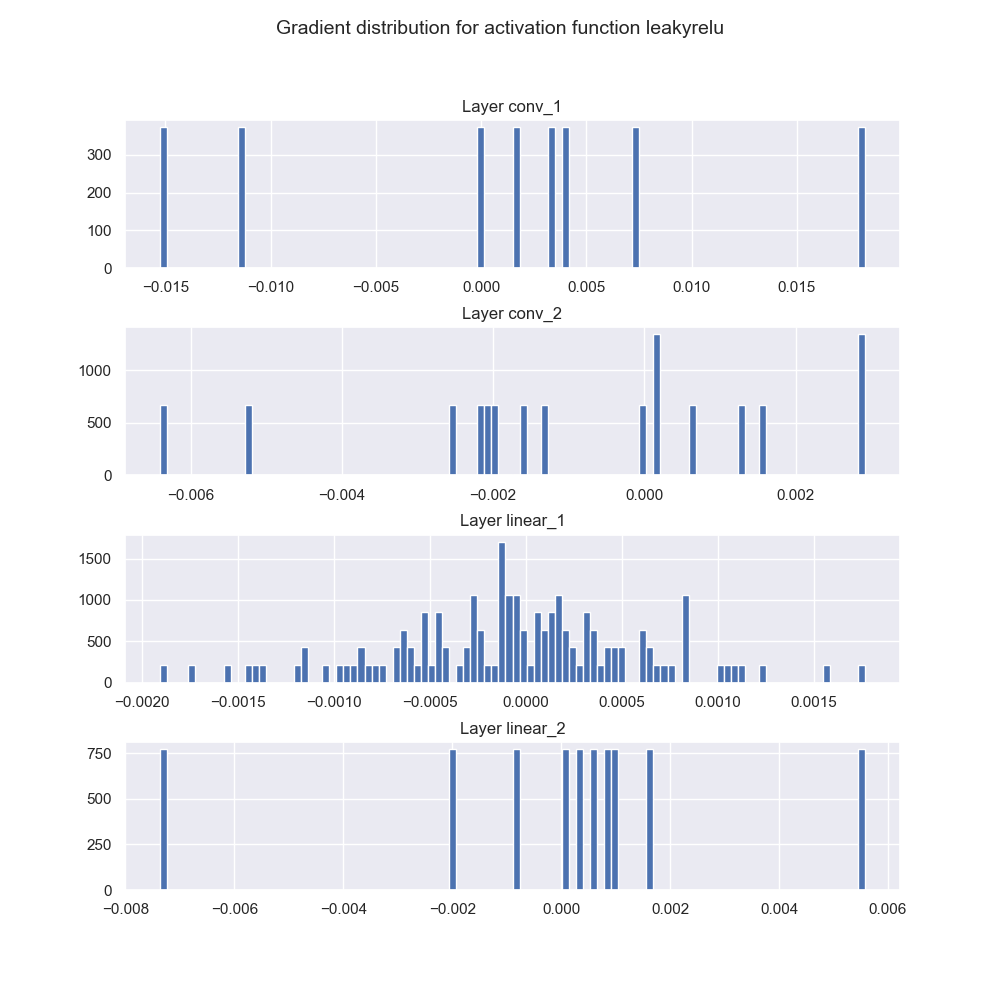 Gradient distribution for activation function leakyrelu
Layer conv_1
300
200
100
0
−0.015 −0.010 −0.005 0.000 0.005 0.010 0.015
Layer conv_2
1000
500
0
−0.006 −0.004 −0.002 0.000 0.002
Layer linear_1
1500
1000
500
0
−0.0020 −0.0015 −0.0010 −0.0005 0.0000 0.0005 0.0010 0.0015
Layer linear_2
750
500
250
0
−0.008 −0.006 −0.004 −0.002 0.000 0.002 0.004 0.006